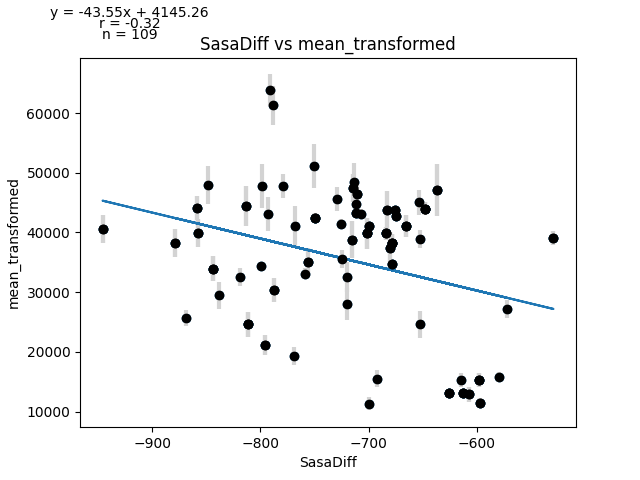 y = -43.55x + 4145.26
r = -0.32
n = 109
SasaDiff vs mean_transformed
mean_transformed
60000
50000
40000
30000
20000
10000
−900
−800
−700
−600
SasaDiff